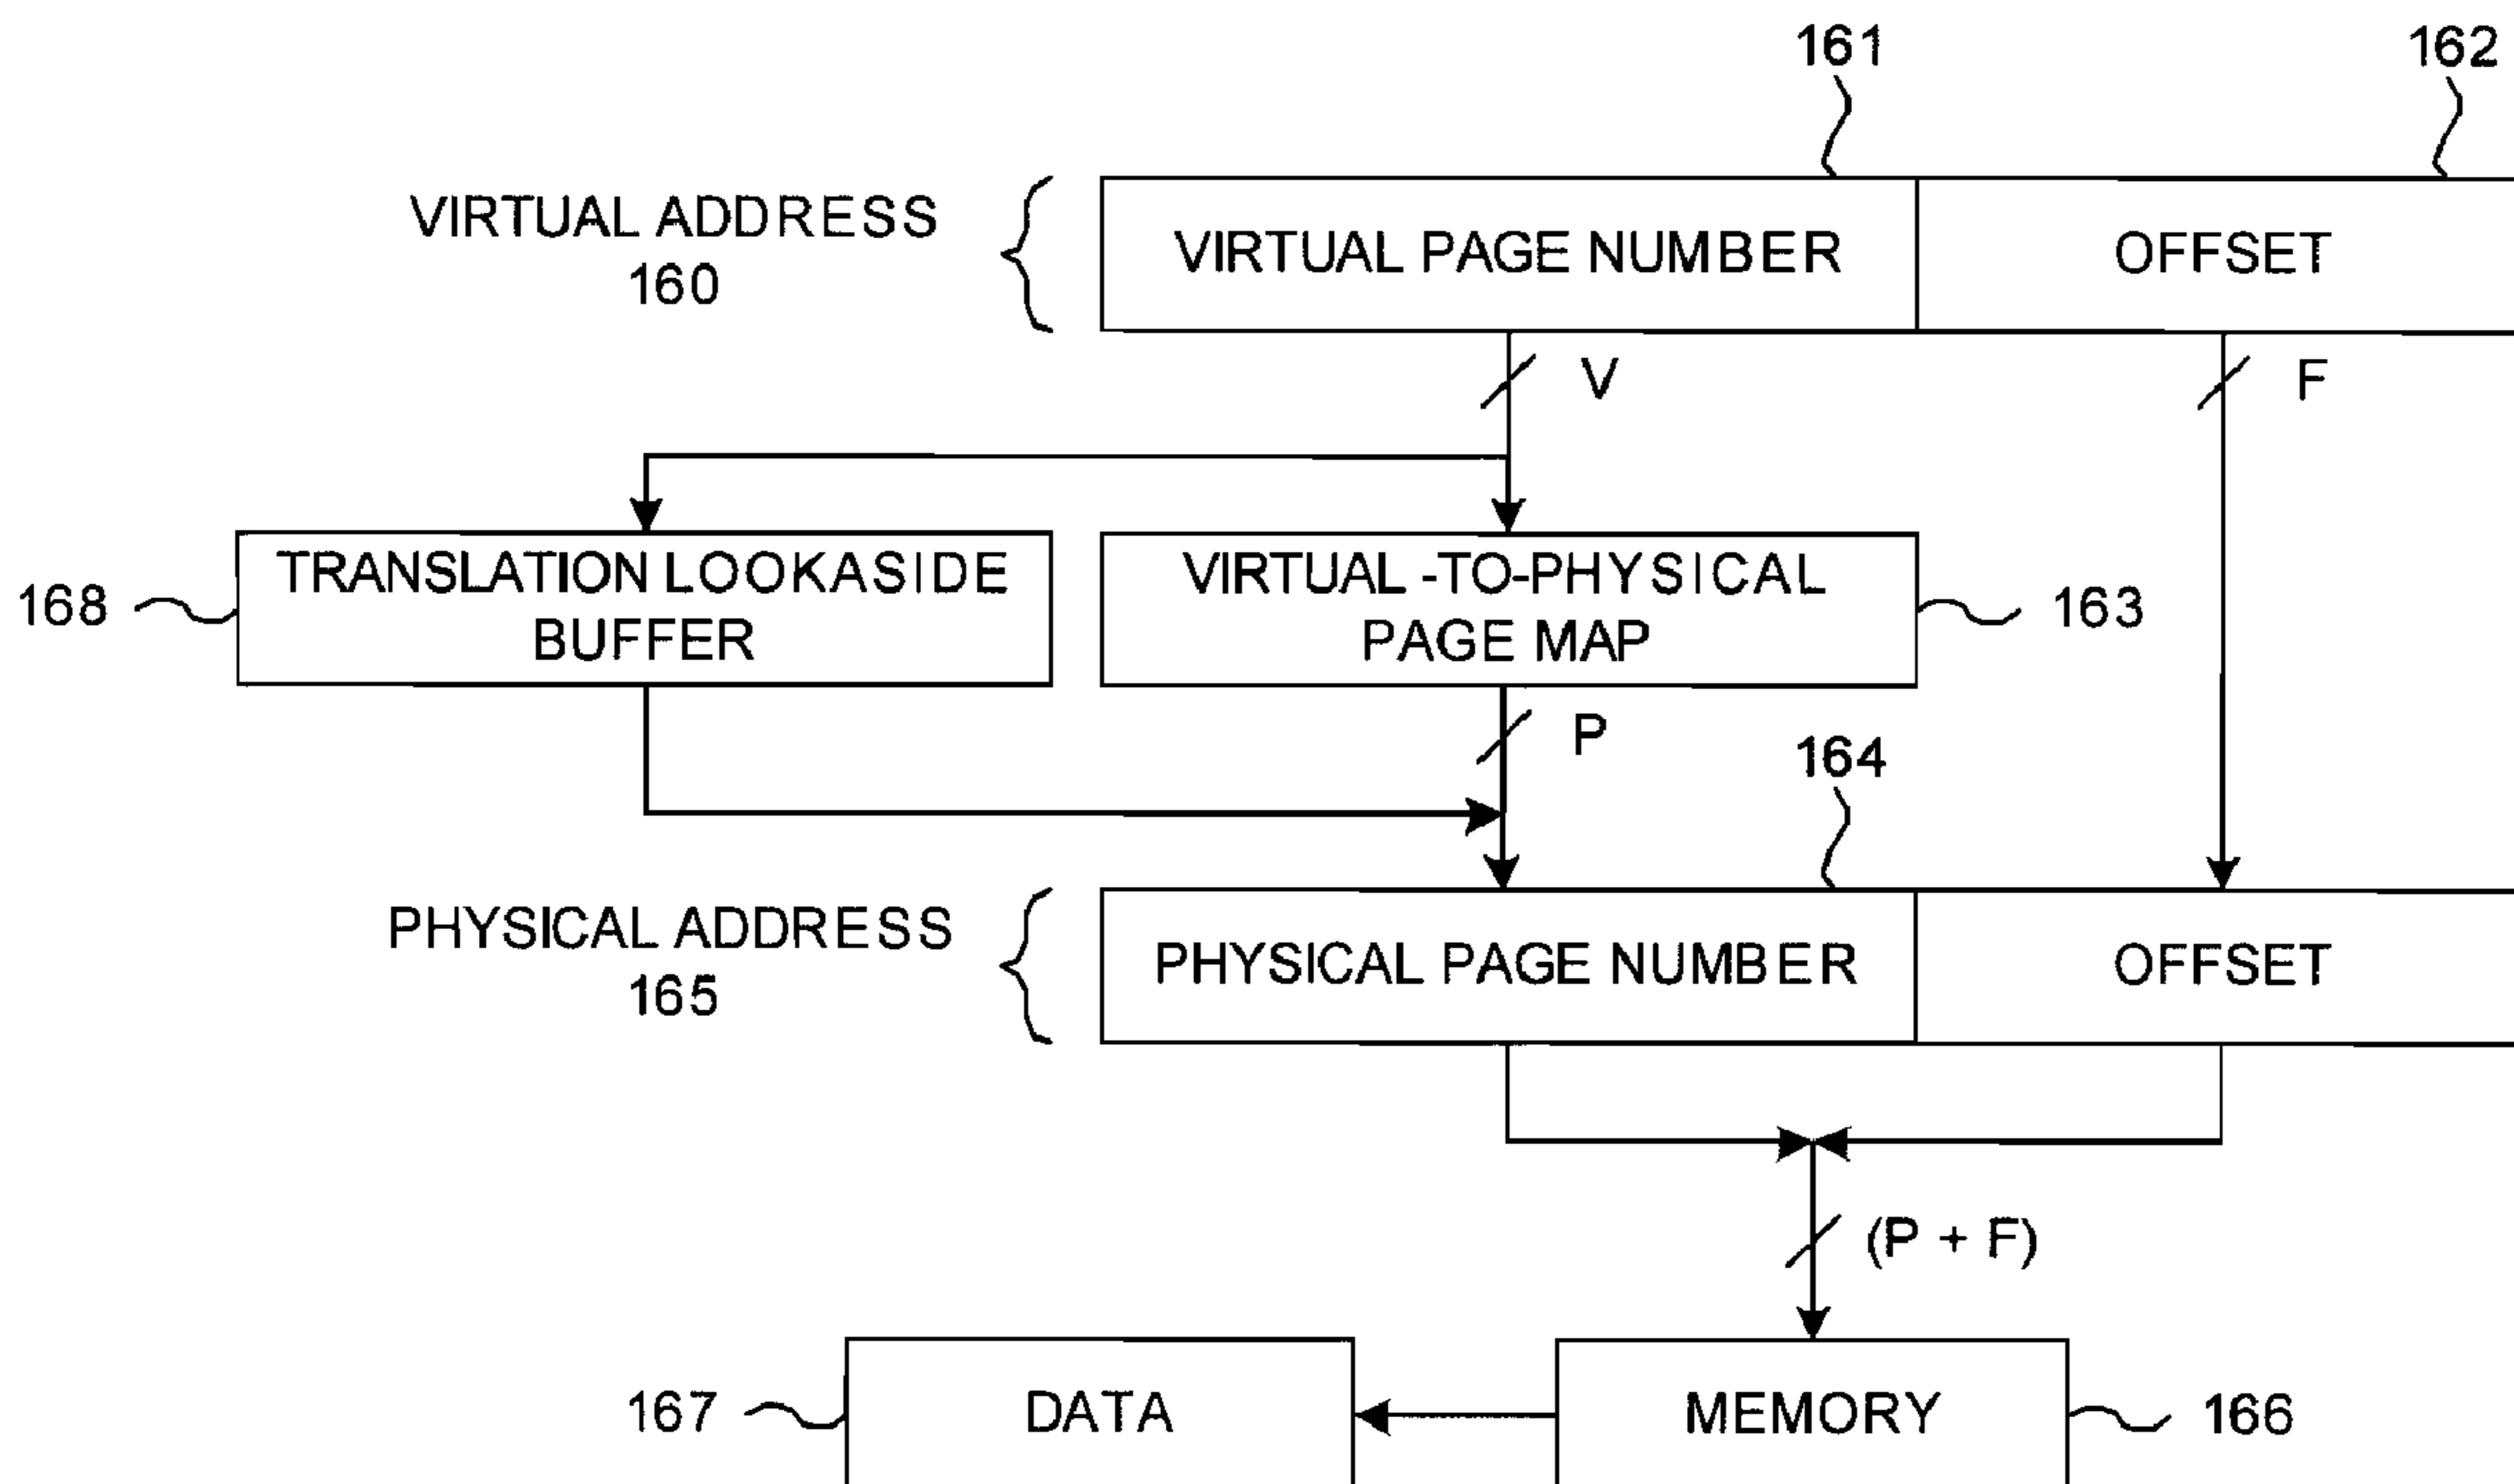 161
162
VIRTUAL ADDRESS
160
VIRTUAL PAGE NUMBER
OFFSET
V
F
168
TRANSLATION LOOKASIDE
BUFFER
VIRTUAL -TO-PHYSICAL
PAGE MAP
163
P
164
PHYSICAL ADDRESS
165
PHYSICAL PAGE NUMBER
OFFSET
(P + F)
167
DATA
MEMORY
166